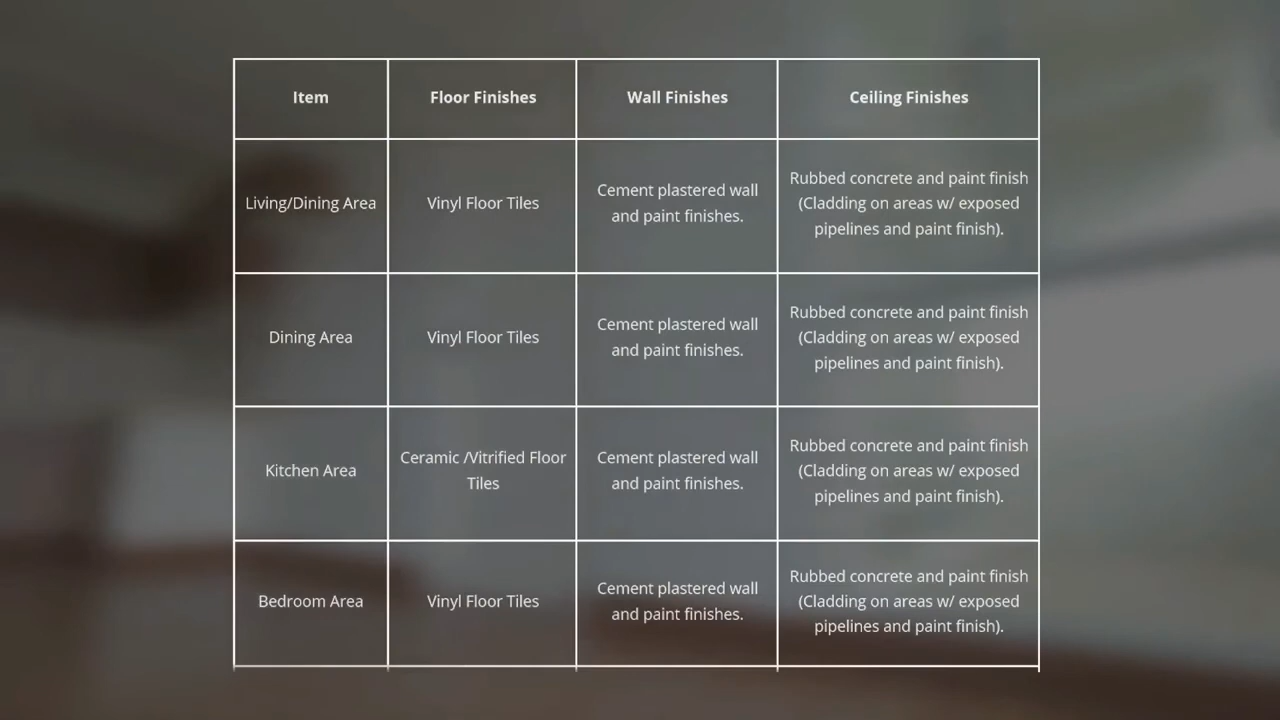 Item
Floor Finishes
Wall Finishes
Ceiling Finishes
Living/Dining Area
Vinyl Floor Tiles
Cement plastered wall
and paint finishes.
Rubbed concrete and paint finish
(Cladding on areas w/ exposed
pipelines and paint finish).
Dining Area
Vinyl Floor Tiles
Cement plastered wall
and paint finishes.
Rubbed concrete and paint finish
(Cladding on areas w/ exposed
pipelines and paint finish).
Kitchen Area
Ceramic /Vitrified Floor
Tiles
Cement plastered wall
and paint finishes.
Rubbed concrete and paint finish
(Cladding on areas w/ exposed
pipelines and paint finish).
Bedroom Area
Vinyl Floor Tiles
Cement plastered wall
and paint finishes.
Rubbed concrete and paint finish
(Cladding on areas w/ exposed
pipelines and paint finish).